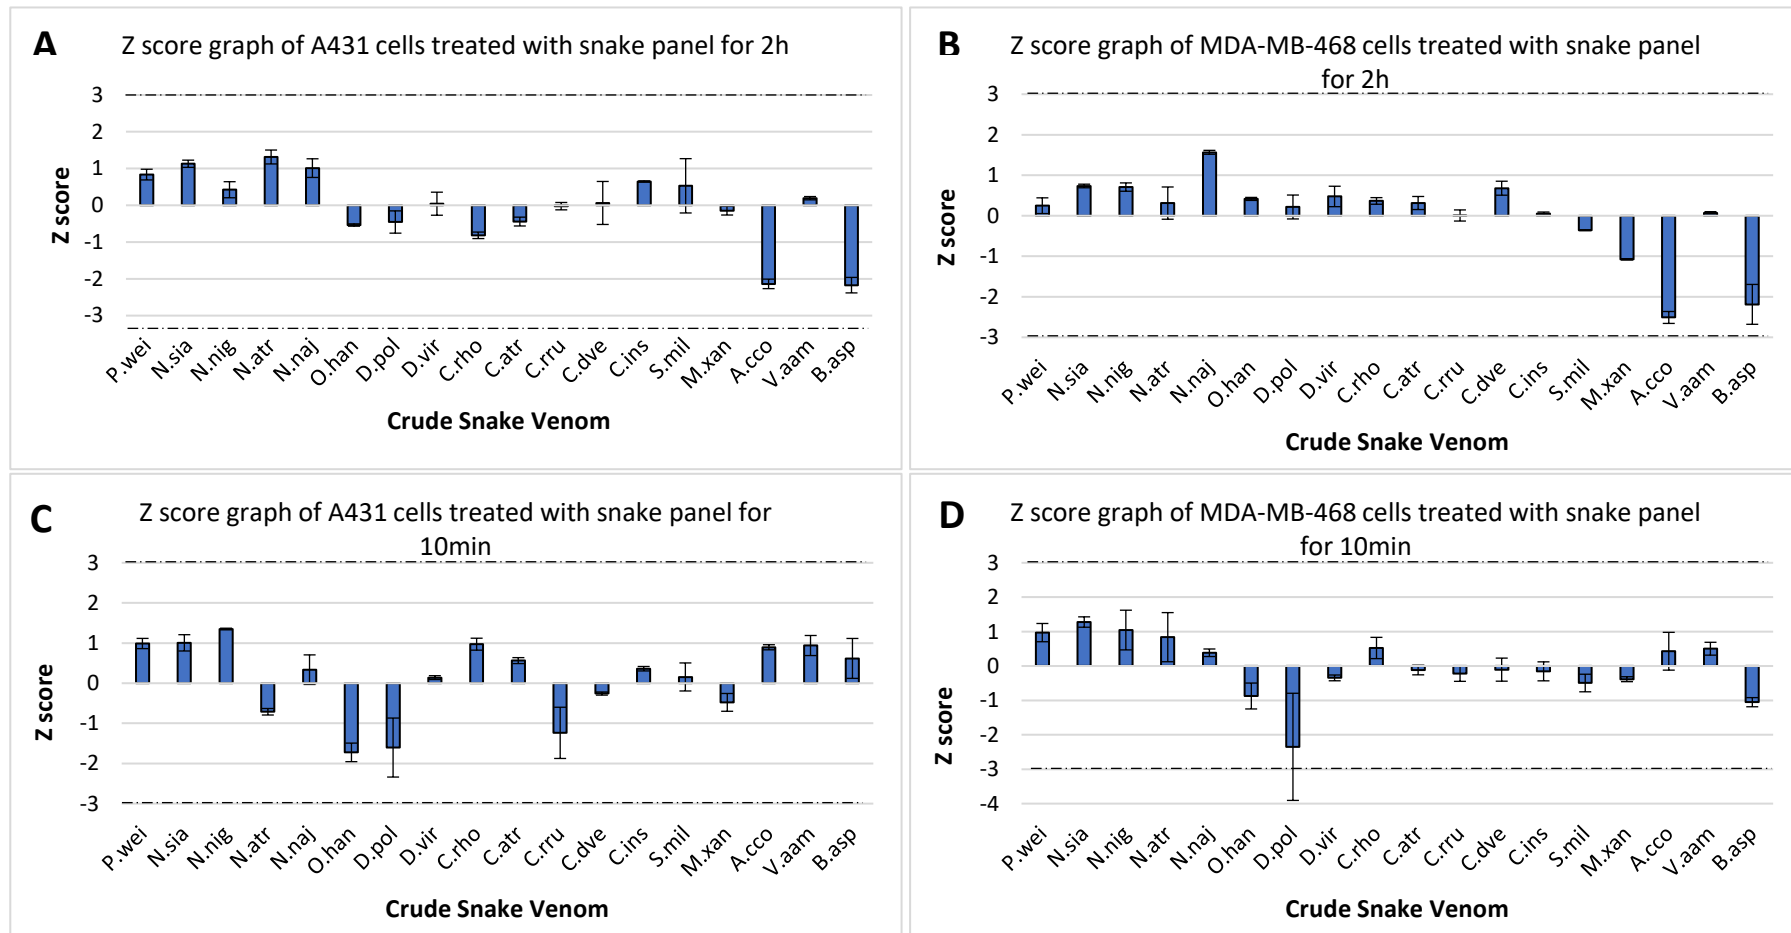 A
Z score graph of A431 cells treated with snake panel for 2h
3
2
1
0
-1
-2
-3
Z score
P.wei
N.sia
N.nig
N.atr
N.naj
O.han
D.pol
D.vir
C.rho
C.atr
C.rru
C.dve
C.ins
S.mil
M.xan
A.cco
V.aam
B.asp
Crude Snake Venom
B
Z score graph of MDA-MB-468 cells treated with snake panel
for 2h
3
2
1
0
-1
-2
-3
Z score
P.wei
N.sia
N.nig
N.atr
N.naj
O.han
D.pol
D.vir
C.rho
C.atr
C.rru
C.dve
C.ins
S.mil
M.xan
A.cco
V.aam
B.asp
Crude Snake Venom
C
Z score graph of A431 cells treated with snake panel for
10min
3
2
1
0
-1
-2
-3
Z score
P.wei
N.sia
N.nig
N.atr
N.naj
O.han
D.pol
D.vir
C.rho
C.atr
C.rru
C.dve
C.ins
S.mil
M.xan
A.cco
V.aam
B.asp
Crude Snake Venom
D
Z score graph of MDA-MB-468 cells treated with snake panel
for 10min
3
2
1
0
-1
-2
-3
-4
Z score
P.wei
N.sia
N.nig
N.atr
N.naj
O.han
D.pol
D.vir
C.rho
C.atr
C.rru
C.dve
C.ins
S.mil
M.xan
A.cco
V.aam
B.asp
Crude Snake Venom